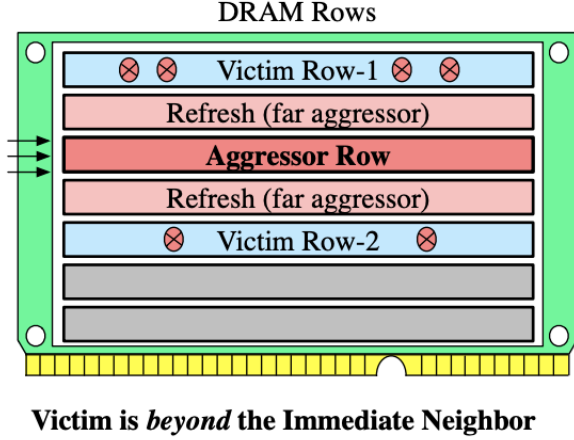 DRAM Rows
Victim Row-1
Refresh (far aggressor)
Aggressor Row
Refresh (far aggressor)
Victim Row-2
Victim is beyond the Immediate Neighbor